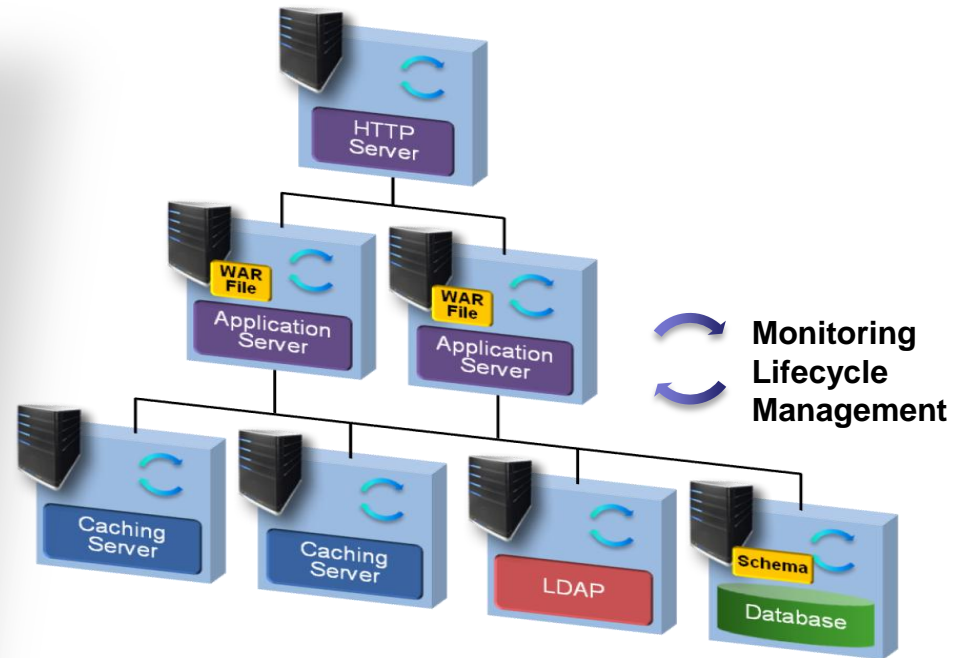 HTTP
Server
WAR
File
Application
Server
WAR
File
Application
Server
Monitoring
Lifecycle
Management
Caching
Server
Caching
Server
LDAP
Schema
Database